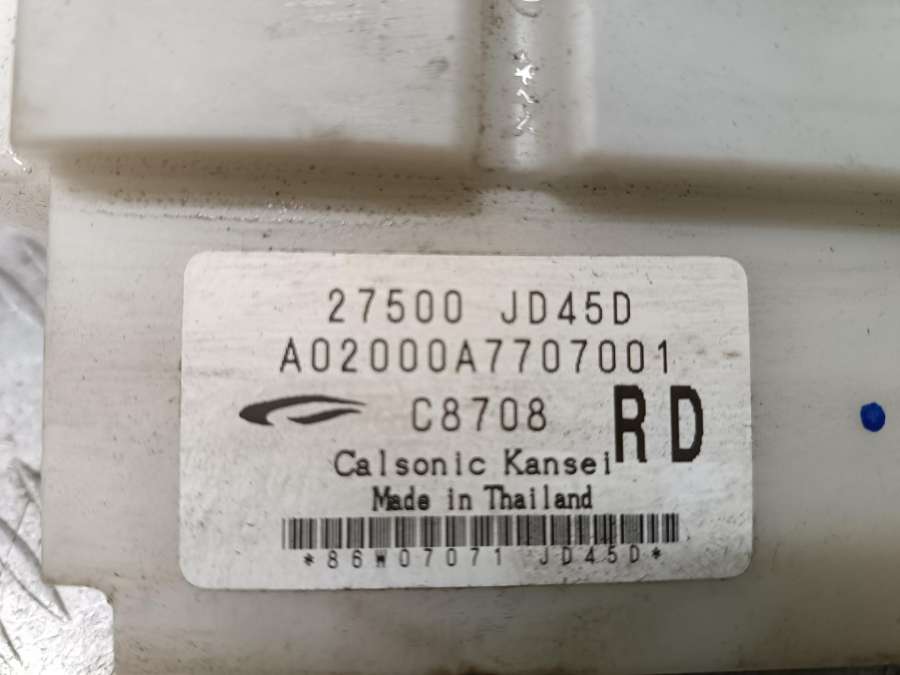 27500 JD45D
A02000A7707001
C8708 RD
Calsonic Kansei
Made in Thailand
*86W07071 JD45D*